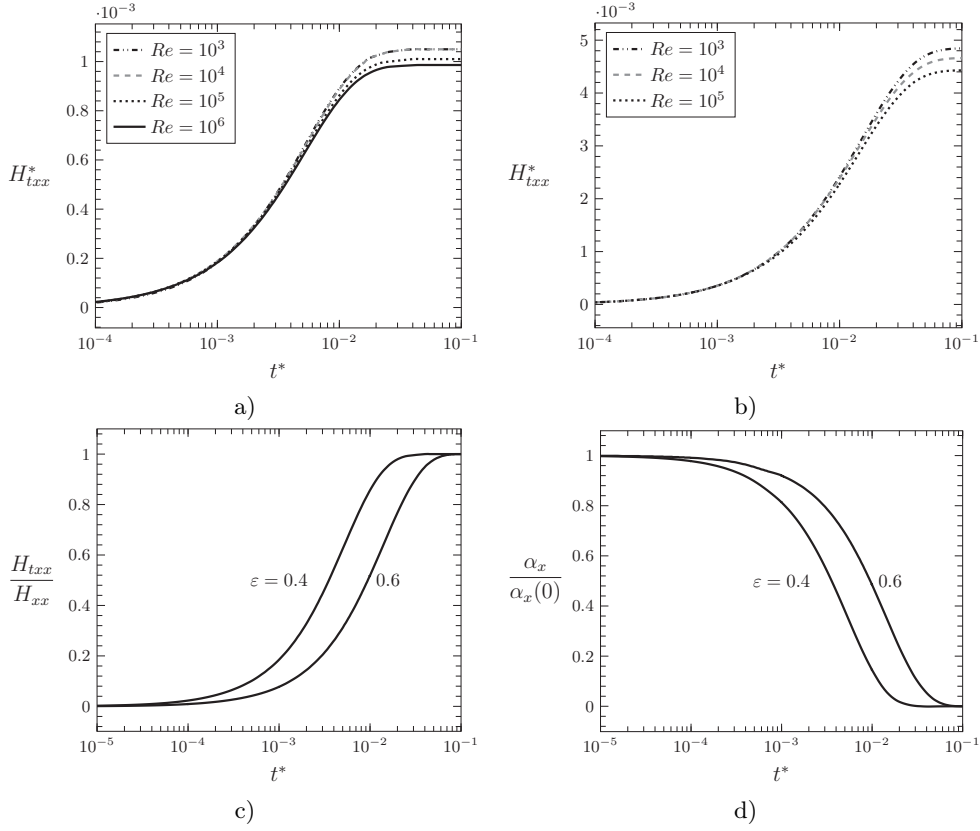 ·10⁻³
1
0.8
0.6
0.4
0.2
0
H*txx
Re = 10³
Re = 10⁴
Re = 10⁵
Re = 10⁶
10⁻⁴ 10⁻³ 10⁻² 10⁻¹
t*
a)
·10⁻³
5
4
3
2
1
0
H*txx
Re = 10³
Re = 10⁴
Re = 10⁵
10⁻⁴ 10⁻³ 10⁻² 10⁻¹
t*
b)
1
0.8
0.6
0.4
0.2
0
Htxx
Hxx
ε = 0.4 0.6
10⁻⁵ 10⁻⁴ 10⁻³ 10⁻² 10⁻¹
t*
c)
1
0.8
0.6
0.4
0.2
0
αx
αx(0)
ε = 0.4 0.6
10⁻⁵ 10⁻⁴ 10⁻³ 10⁻² 10⁻¹
t*
d)